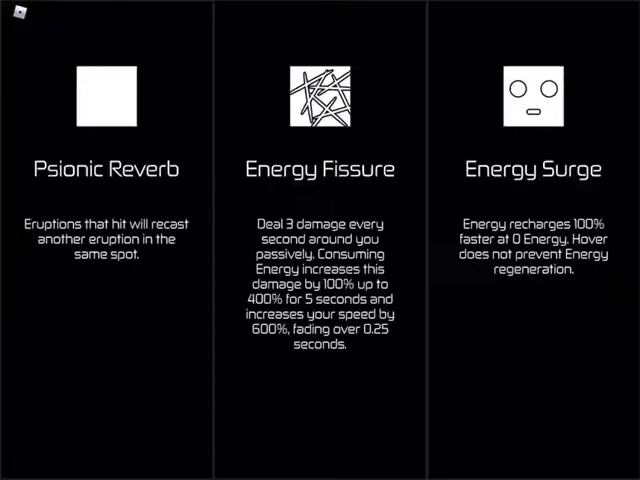 Psionic Reverb
Eruptions that hit will recast
another eruption in the
same spot.
Energy Fissure
Deal 3 damage every
second around you
passively. Consuming
Energy increases this
damage by 100% up to
400% for 5 seconds and
increases your speed by
600%, fading over 0.25
seconds.
Energy Surge
Energy recharges 100%
faster at 0 Energy. Hover
does not prevent Energy
regeneration.